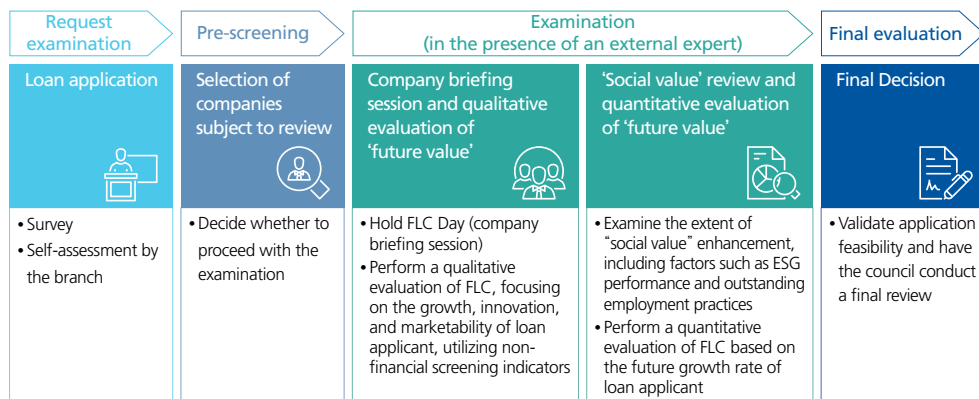 Request
examination
Pre-screening
Examination
(in the presence of an external expert)
Final evaluation
Loan application
Selection of
companies
subject to review
Company briefing
session and qualitative
evaluation of
‘future value’
‘Social value’ review and
quantitative evaluation
of ‘future value’
Final Decision
• Survey
• Self-assessment by
the branch
• Decide whether to
proceed with the
examination
• Hold FLC Day (company
briefing session)
• Perform a qualitative
evaluation of FLC, focusing
on the growth, innovation,
and marketability of loan
applicant, utilizing non-
financial screening indicators
• Examine the extent of
“social value” enhancement,
including factors such as ESG
performance and outstanding
employment practices
• Perform a quantitative
evaluation of FLC based on
the future growth rate of
loan applicant
• Validate application
feasibility and have
the council conduct
a final review